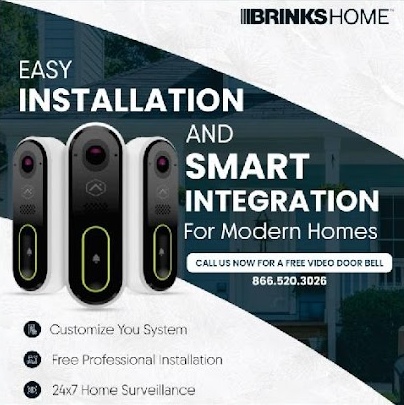 BRINKSHOME™
EASY
INSTALLATION
AND
SMART
INTEGRATION
For Modern Homes
CALL US NOW FOR A FREE VIDEO DOOR BELL
866.520.3026
Customize You System
Free Professional Installation
24x7 Home Surveillance